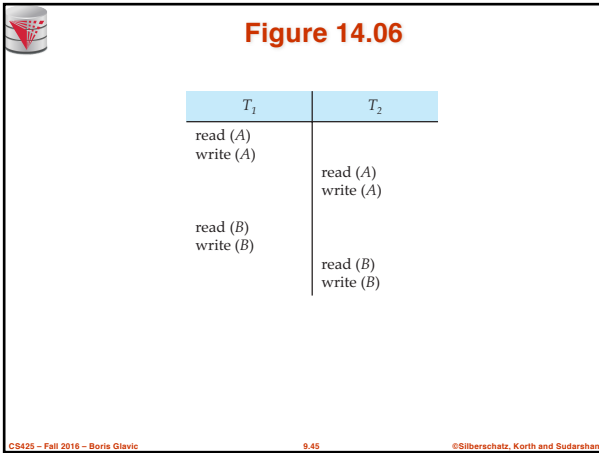 Figure 14.06
T1 T2
read (A)
write (A)
read (A)
write (A)
read (B)
write (B)
read (B)
write (B)
CS425 – Fall 2016 – Boris Glavic 9.45 ©Silberschatz, Korth and Sudarshan